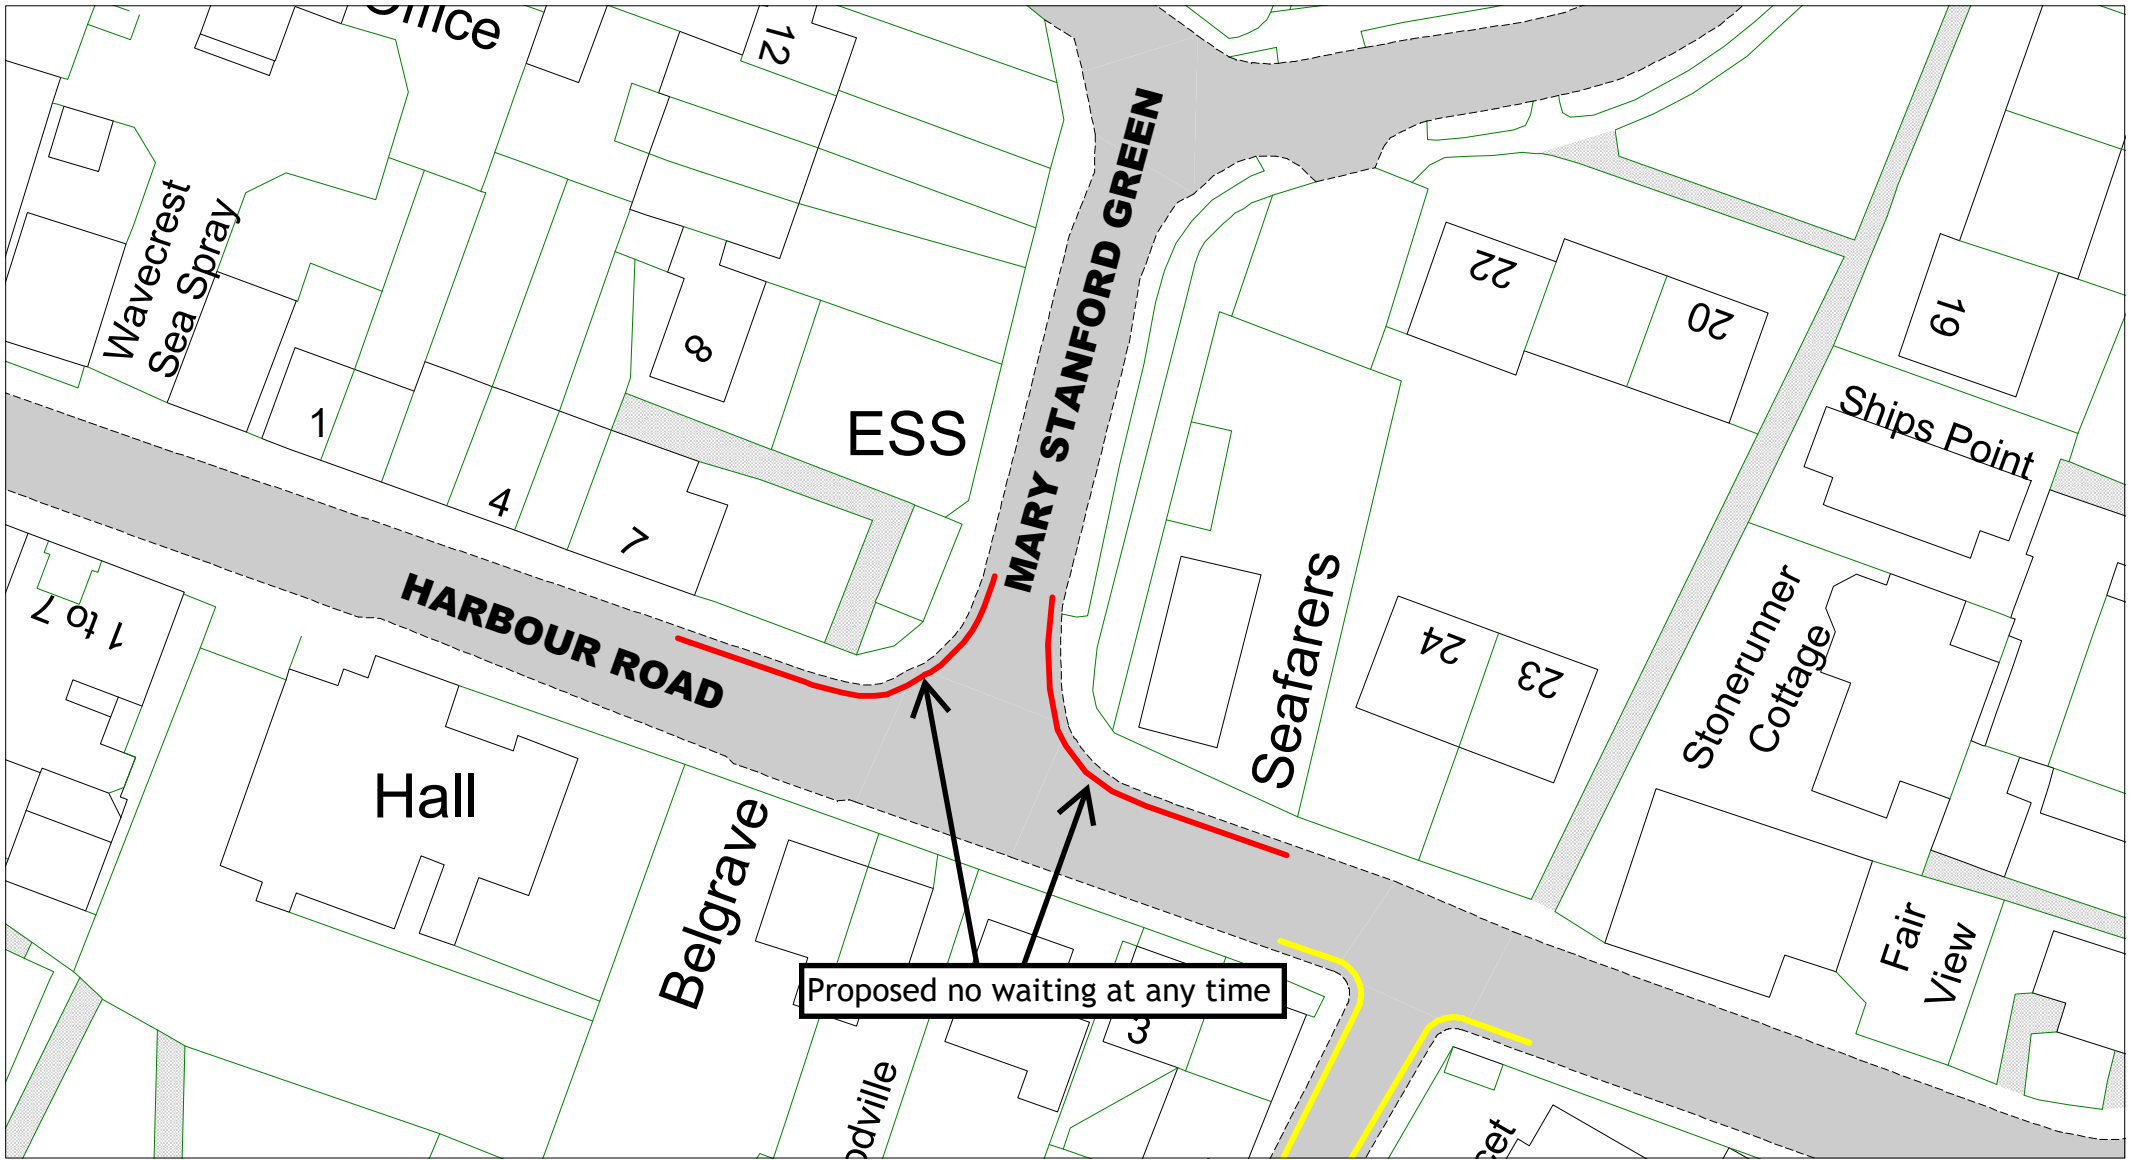 Office
12
Wavecrest
Sea Spray
MARY STANFORD GREEN
22
20
19
8
1
ESS
Ships Point
4
7
HARBOUR ROAD
1 to 7
Seafarers
24
23
Stonerunner
Cottage
Hall
Belgrave
Fair
View
Proposed no waiting at any time
3
odville
cet